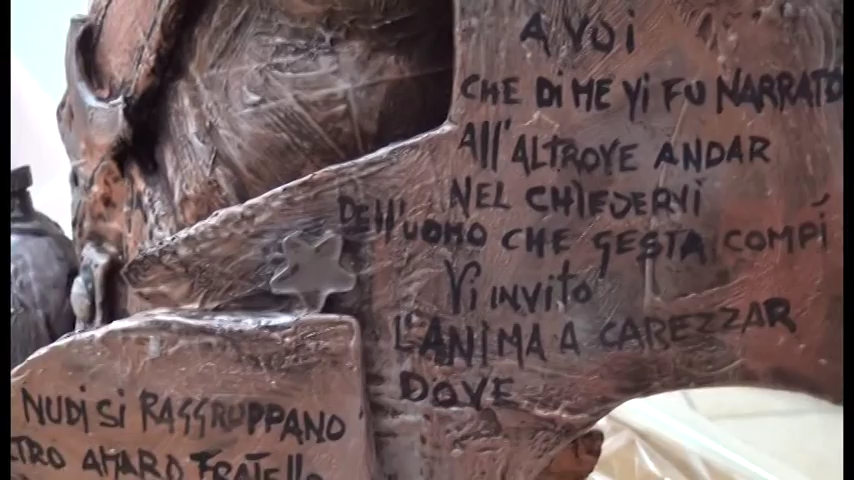 A VOI
CHE DI ME VI FU NARRATO
All'ALTROVE ANDAR
NEL CHIEDERVI
DEll'UOMO CHE GESTA COMPÌ
VI INVITO
l'ANIMA A CAREZZAR
DOVE
NUDI SI RAGGRUPPANO
AMARO FRATEllo